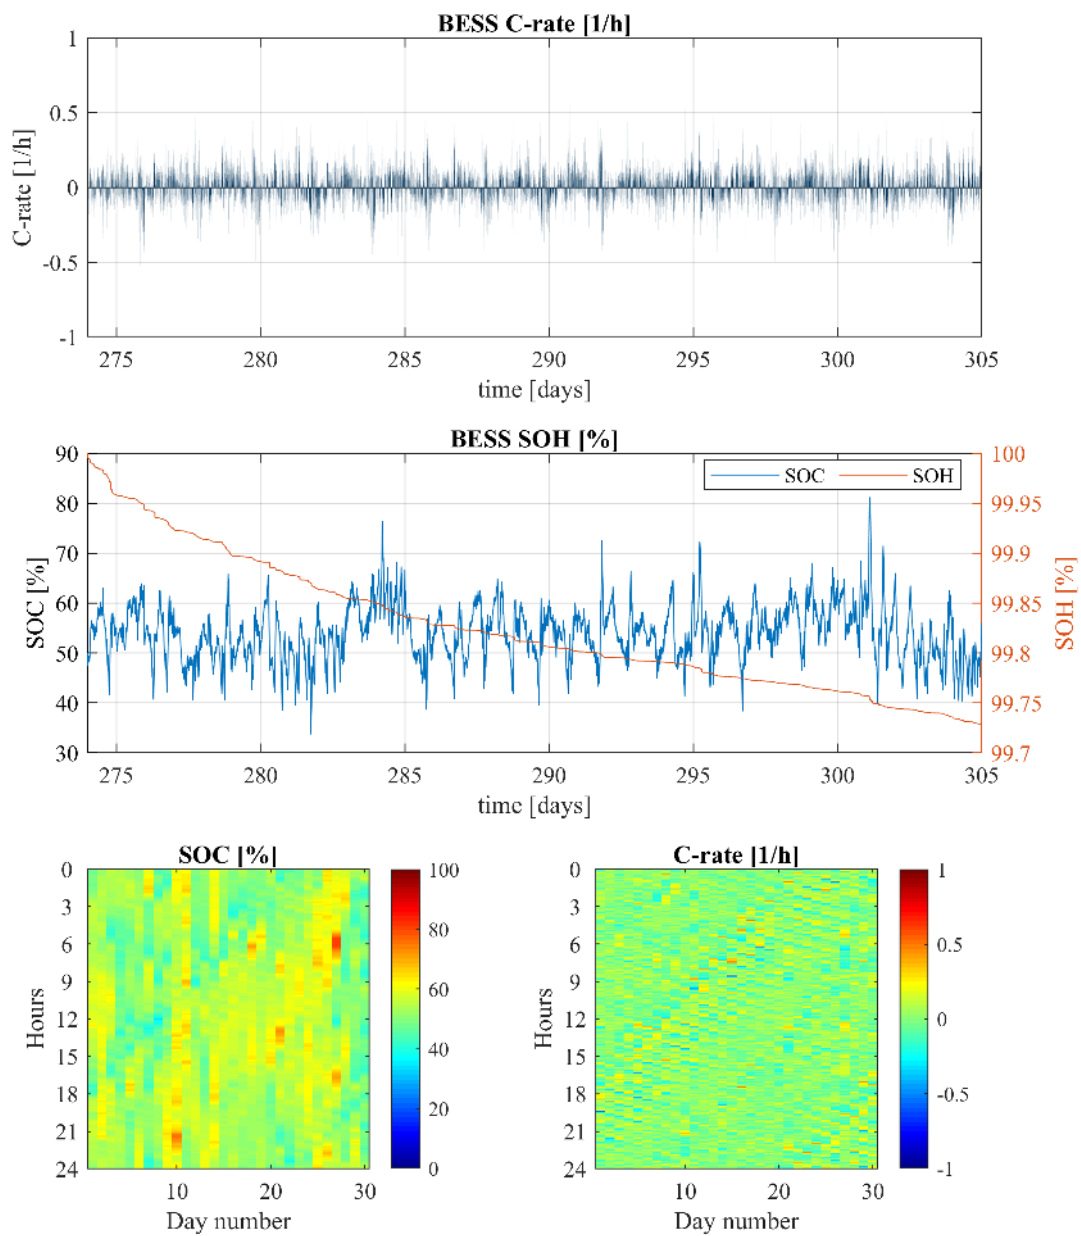 BESS C-rate [1/h]
1
0.5
0
-0.5
-1
C-rate [1/h]
275 280 285 290 295 300 305
time [days]
BESS SOH [%]
90
80
70
60
50
40
30
SOC [%]
SOC SOH
100
99.95
99.9
99.85
99.8
99.75
99.7
SOH [%]
275 280 285 290 295 300 305
time [days]
SOC [%]
0
3
6
9
12
15
18
21
24
Hours
10 20 30
Day number
100
80
60
40
20
0
C-rate [1/h]
0
3
6
9
12
15
18
21
24
Hours
10 20 30
Day number
1
0.5
0
-0.5
-1